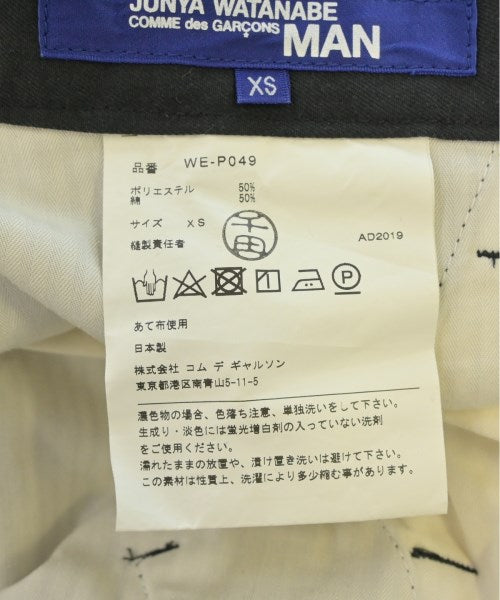 JUNYA WATANABE
COMME des GARÇONS MAN
XS
品番 WE-P049
ポリエステル 50%
綿 50%
サイズ XS
縫製責任者 千田 AD2019
P
あて布使用
日本製
株式会社 コム デ ギャルソン
東京都港区南青山5-11-5
濃色物の場合、色落ち注意、単独洗いをして下さい。
生成り・淡色には蛍光増白剤の入っていない洗剤
をご使用下さい。
濡れたままの放置や、漬け置き洗いは避けて下さい。
この素材は性質上、洗濯により多少縮む事があります。